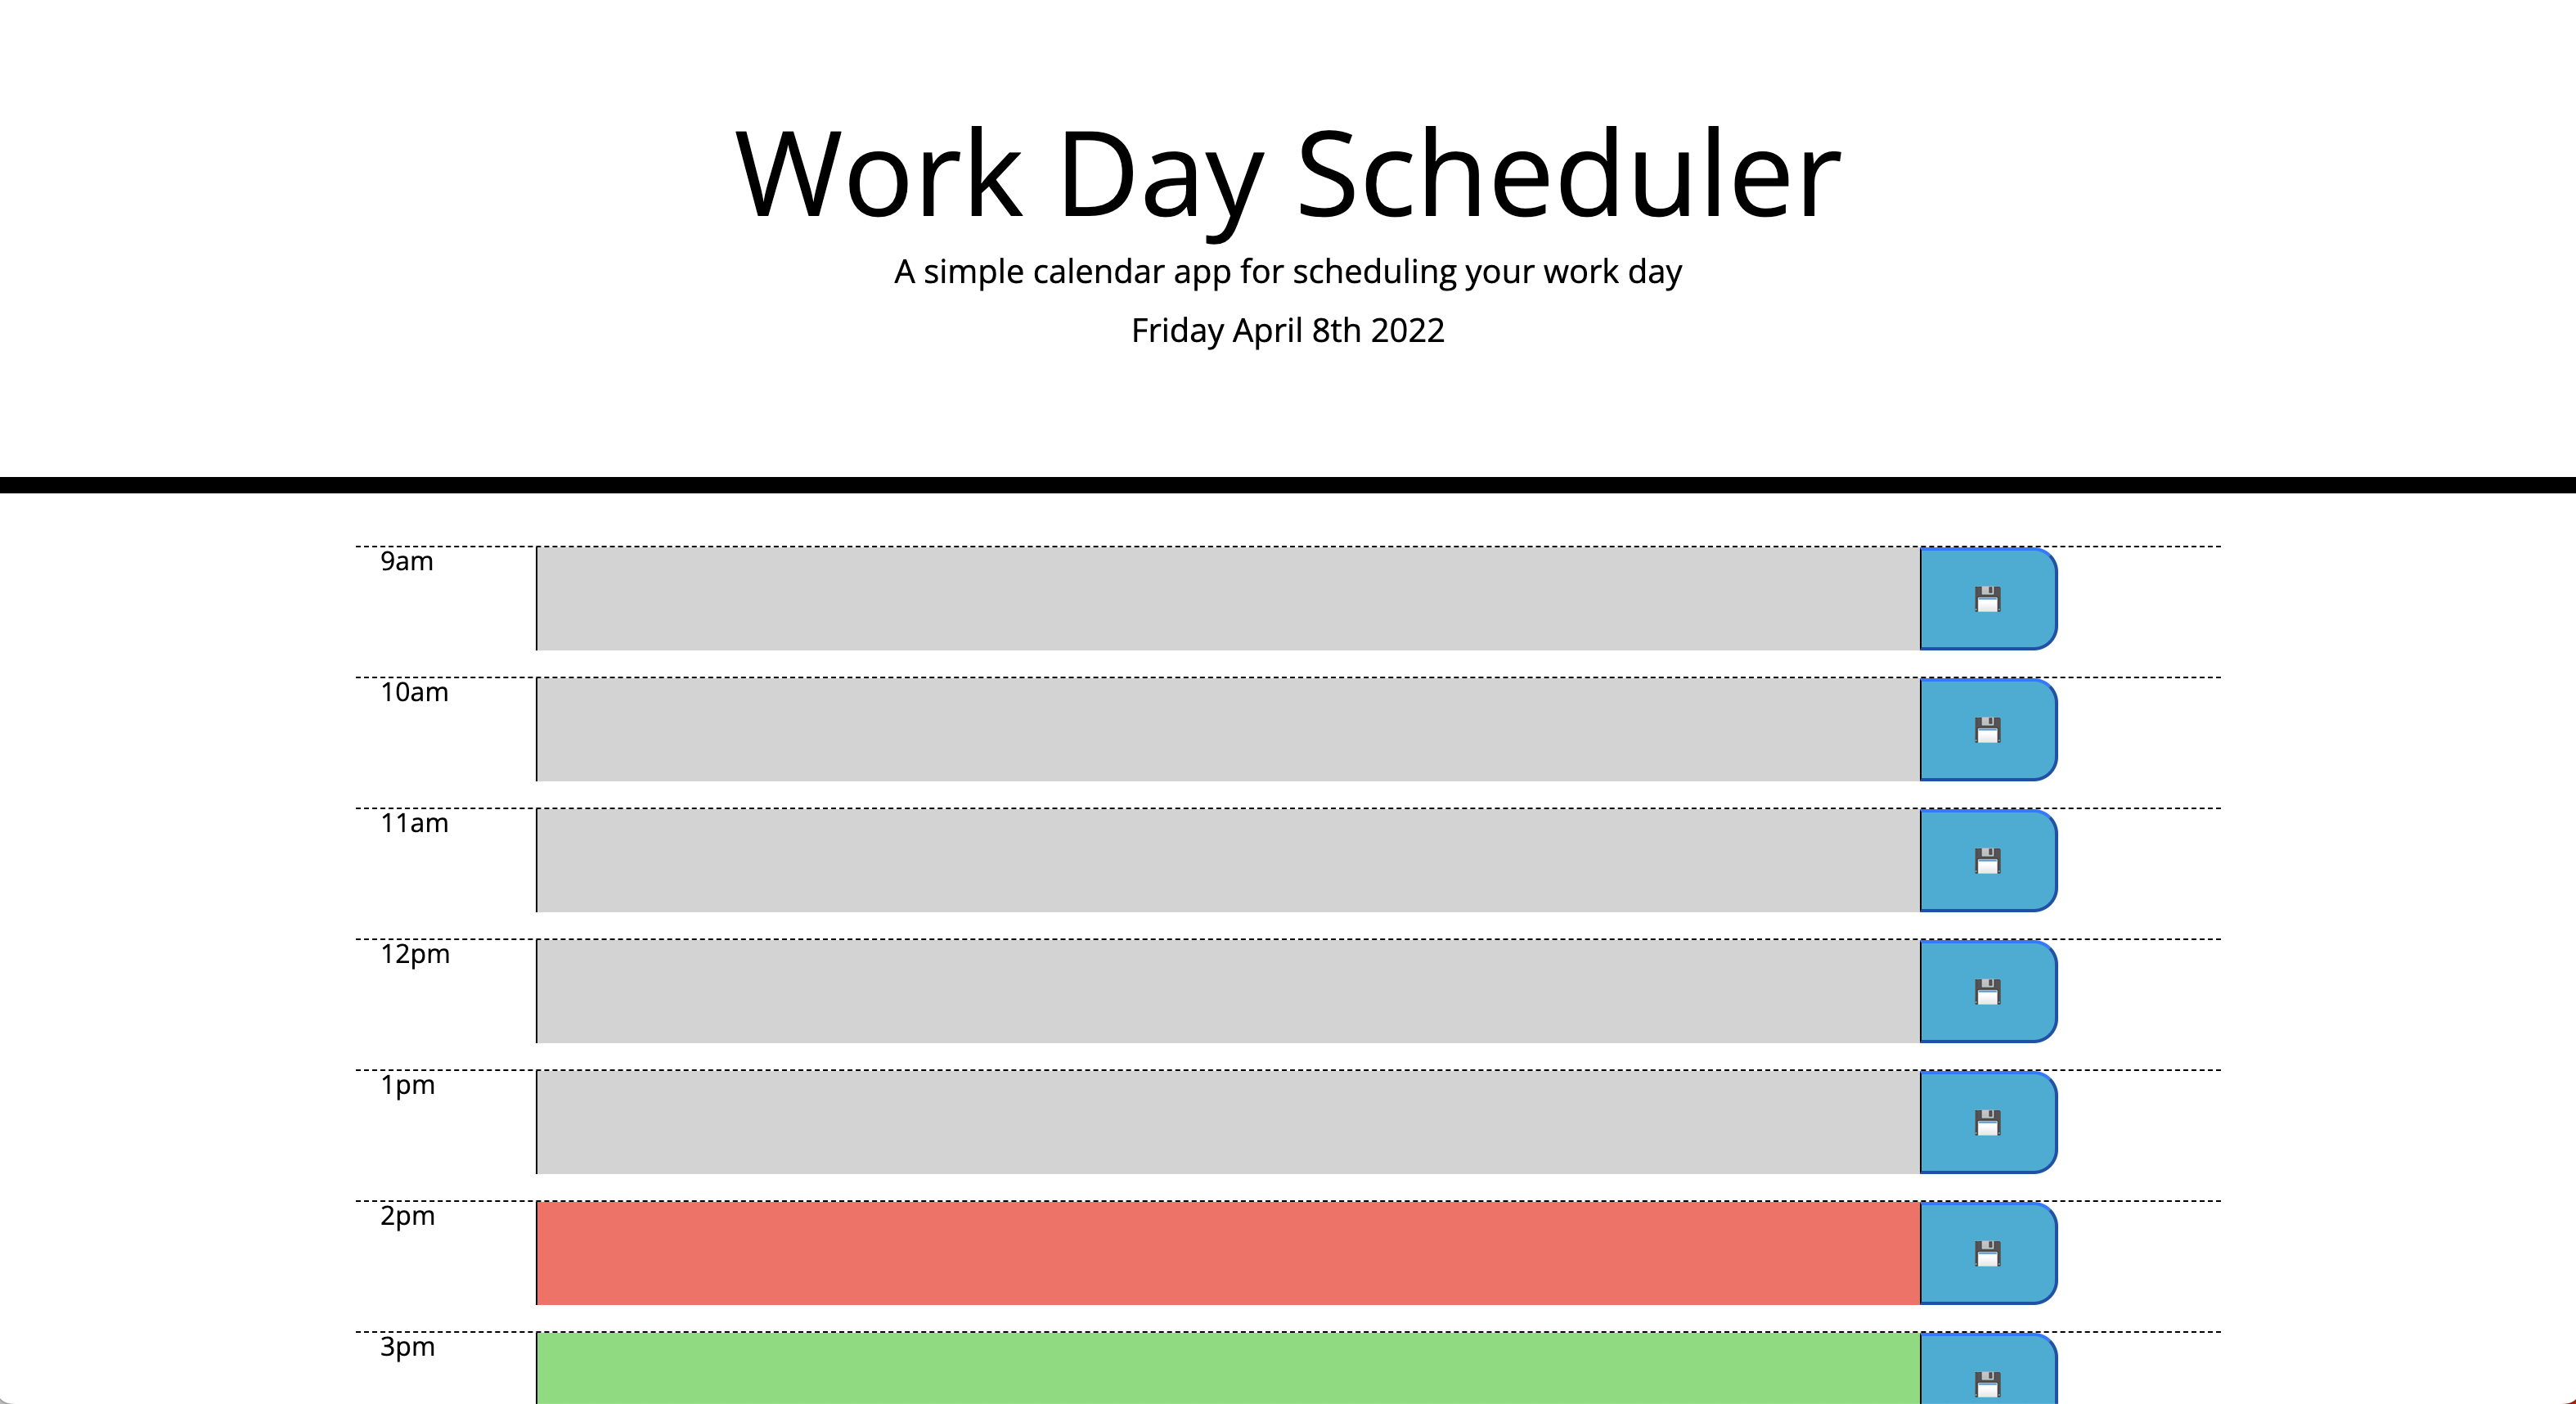 Work Day Scheduler
A simple calendar app for scheduling your work day
Friday April 8th 2022
9am
10am
11am
12pm
1pm
2pm
3pm